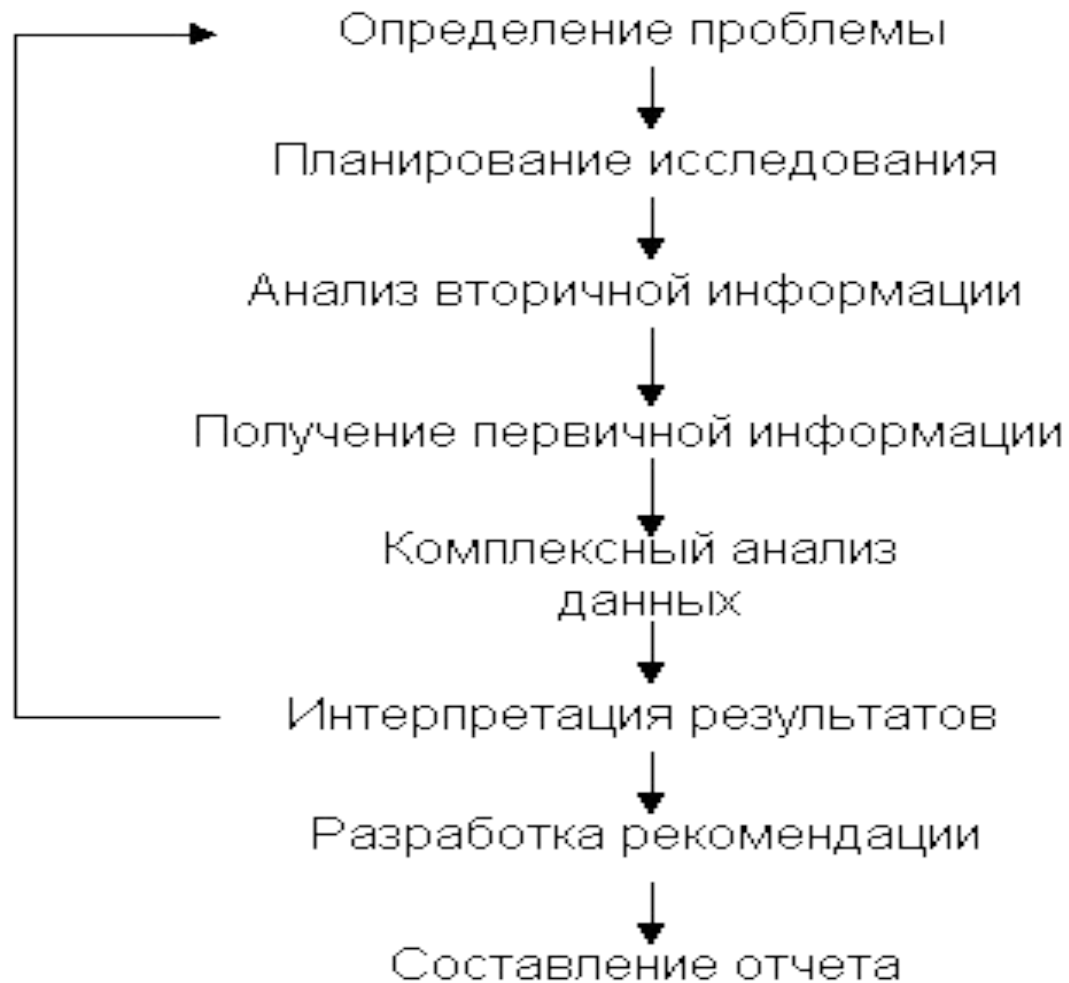 Определение проблемы
Планирование исследования
Анализ вторичной информации
Получение первичной информации
Комплексный анализ
данных
Интерпретация результатов
Разработка рекомендации
Составление отчета